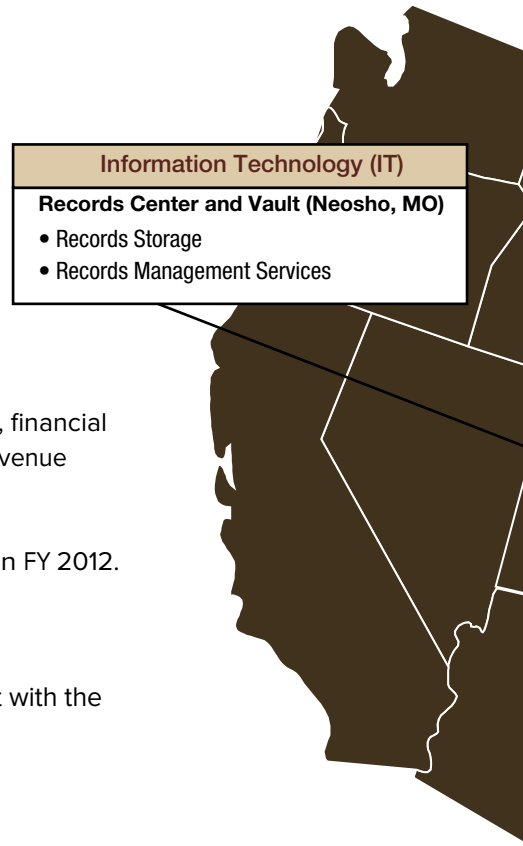 Information Technology (IT)
Records Center and Vault (Neosho, MO)
• Records Storage
• Records Management Services
, financial
venue
n FY 2012.
with the